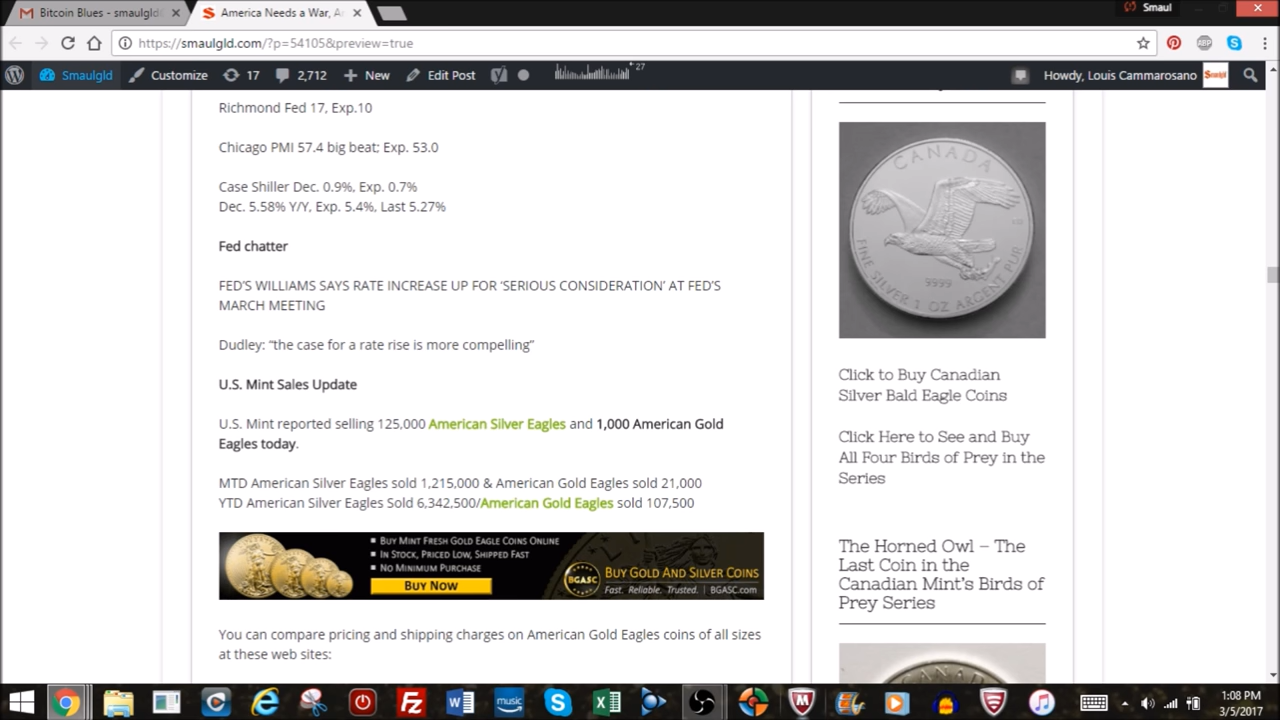 Bitcoin Blues - smaulgld
America Needs a War, A
Smaul
https://smaulgld.com/?p=54105&preview=true
ABP
Smaulgld
Customize
17
2,712
New
Edit Post
27
Howdy, Louis Cammarosano
Richmond Fed 17, Exp.10
Chicago PMI 57.4 big beat; Exp. 53.0
Case Shiller Dec. 0.9%, Exp. 0.7%
Dec. 5.58% Y/Y, Exp. 5.4%, Last 5.27%
Fed chatter
FED’S WILLIAMS SAYS RATE INCREASE UP FOR ‘SERIOUS CONSIDERATION’ AT FED’S
MARCH MEETING
Dudley: “the case for a rate rise is more compelling”
U.S. Mint Sales Update
U.S. Mint reported selling 125,000 American Silver Eagles and 1,000 American Gold
Eagles today.
MTD American Silver Eagles sold 1,215,000 & American Gold Eagles sold 21,000
YTD American Silver Eagles Sold 6,342,500/American Gold Eagles sold 107,500
BUY MINT FRESH GOLD EAGLE COINS ONLINE
IN STOCK, PRICED LOW, SHIPPED FAST
NO MINIMUM PURCHASE
BUY NOW
BGASC
BUY GOLD AND SILVER COINS
Fast. Reliable. Trusted. | BGASC.com
You can compare pricing and shipping charges on American Gold Eagles coins of all sizes
at these web sites:
CANADA
9999
FINE SILVER 1 OZ ARGENT PUR
Click to Buy Canadian
Silver Bald Eagle Coins
Click Here to See and Buy
All Four Birds of Prey in the
Series
The Horned Owl – The
Last Coin in the
Canadian Mint’s Birds of
Prey Series
music
1:08 PM
3/5/2017